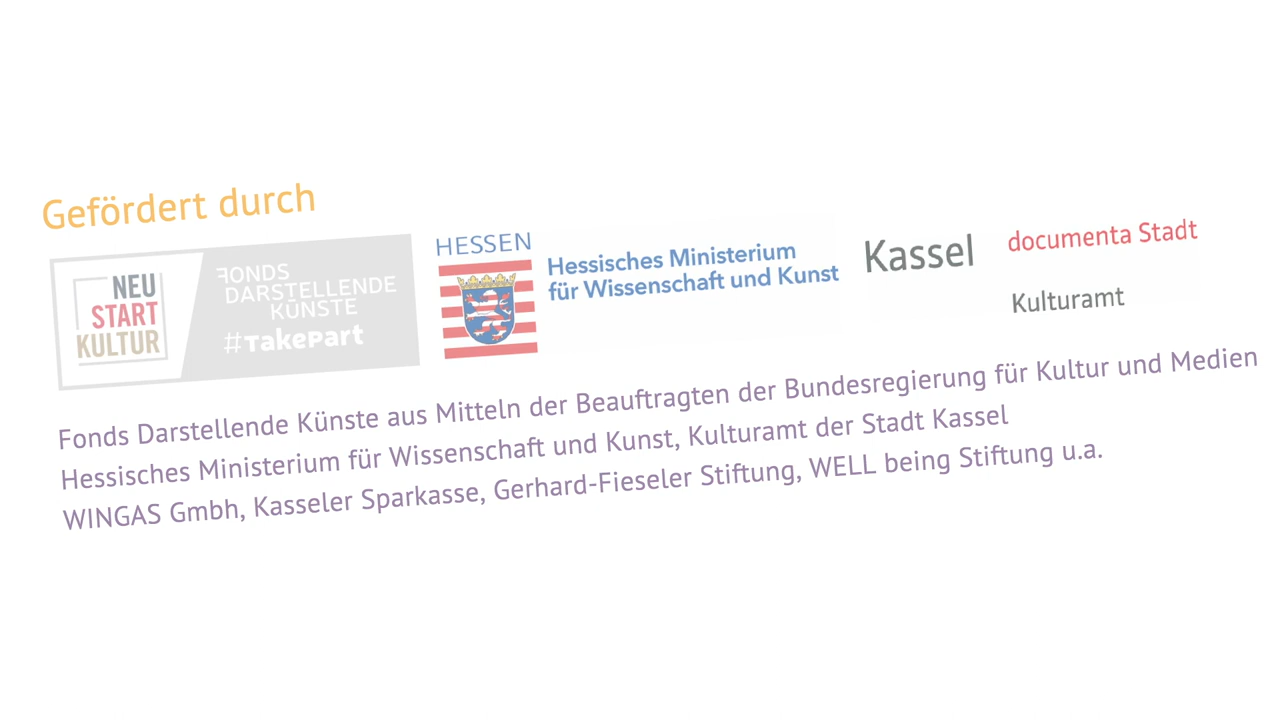 Gefördert durch
NEU
START
KULTUR
FONDS
DARSTELLENDE
KÜNSTE
#TakePart
HESSEN
Hessisches Ministerium
für Wissenschaft und Kunst
Kassel
documenta Stadt
Kulturamt
Fonds Darstellende Künste aus Mitteln der Beauftragten der Bundesregierung für Kultur und Medien
Hessisches Ministerium für Wissenschaft und Kunst, Kulturamt der Stadt Kassel
WINGAS Gmbh, Kasseler Sparkasse, Gerhard-Fieseler Stiftung, WELL being Stiftung u.a.